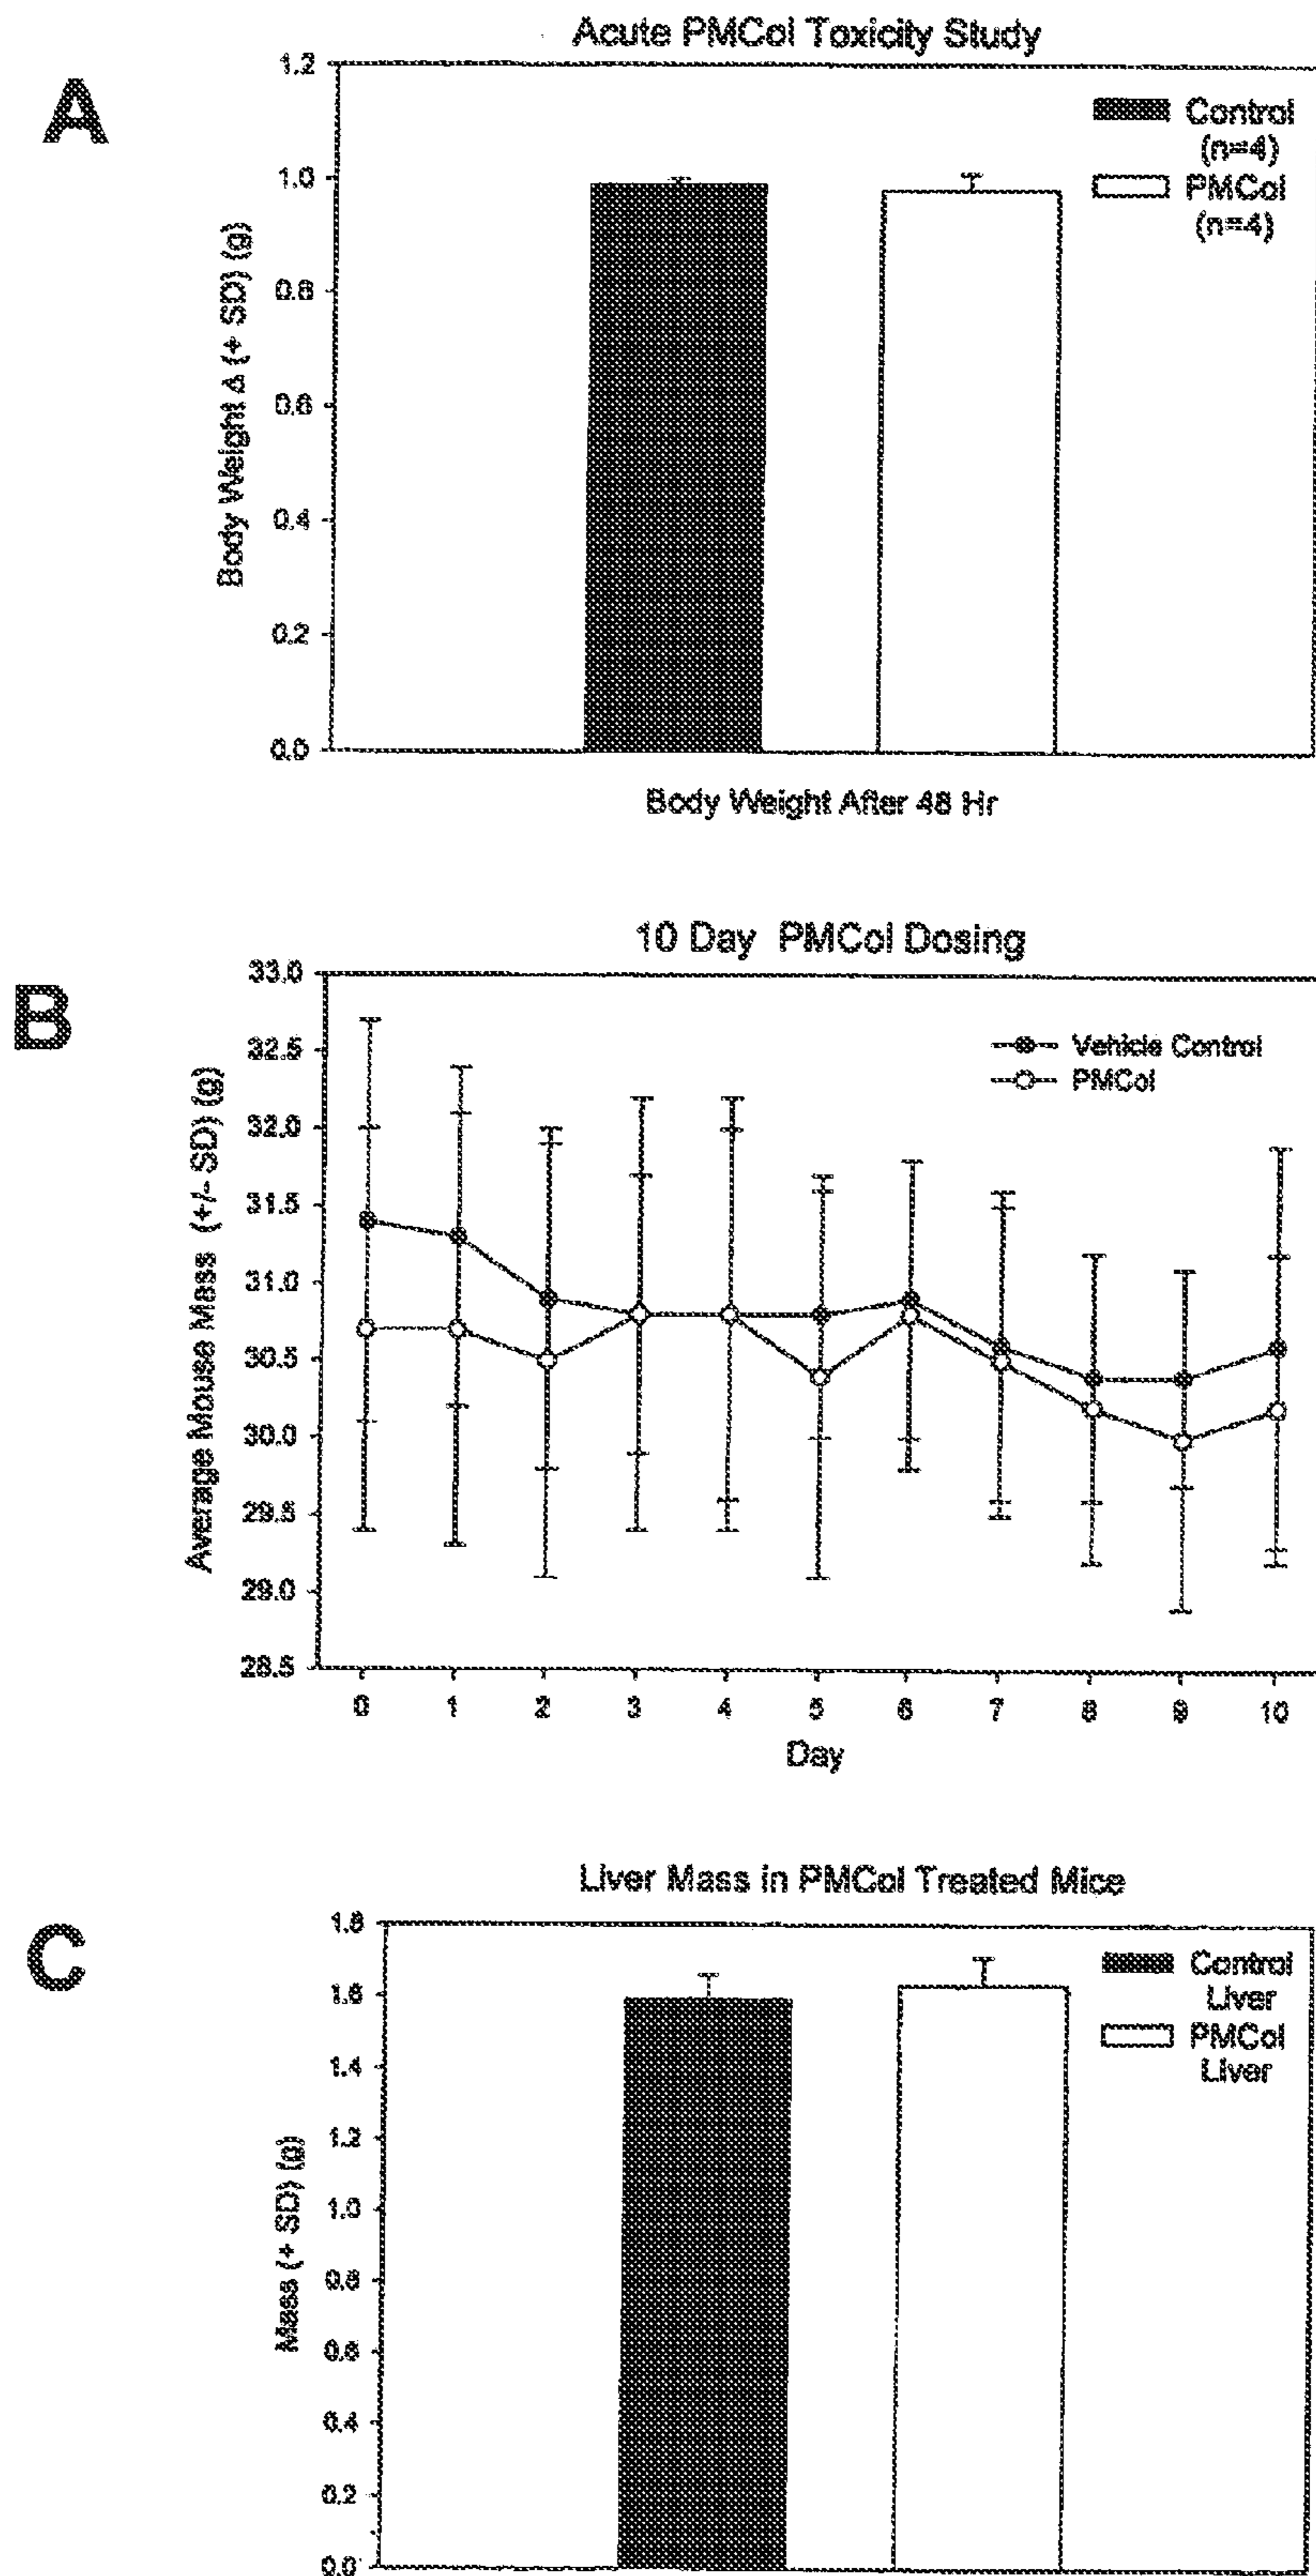 A
Acute PMCol Toxicity Study
1.2
1.0
0.8
0.6
0.4
0.2
0.0
Body Weight Δ (+ SD) (g)
Control
(n=4)
PMCol
(n=4)
Body Weight After 48 Hr
B
10 Day PMCol Dosing
33.0
32.5
32.0
31.5
31.0
30.5
30.0
29.5
29.0
28.5
Average Mouse Mass (+/- SD) (g)
Vehicle Control
PMCol
0 1 2 3 4 5 6 7 8 9 10
Day
C
Liver Mass in PMCol Treated Mice
1.8
1.6
1.4
1.2
1.0
0.8
0.6
0.4
0.2
0.0
Mass (+ SD) (g)
Control
Liver
PMCol
Liver